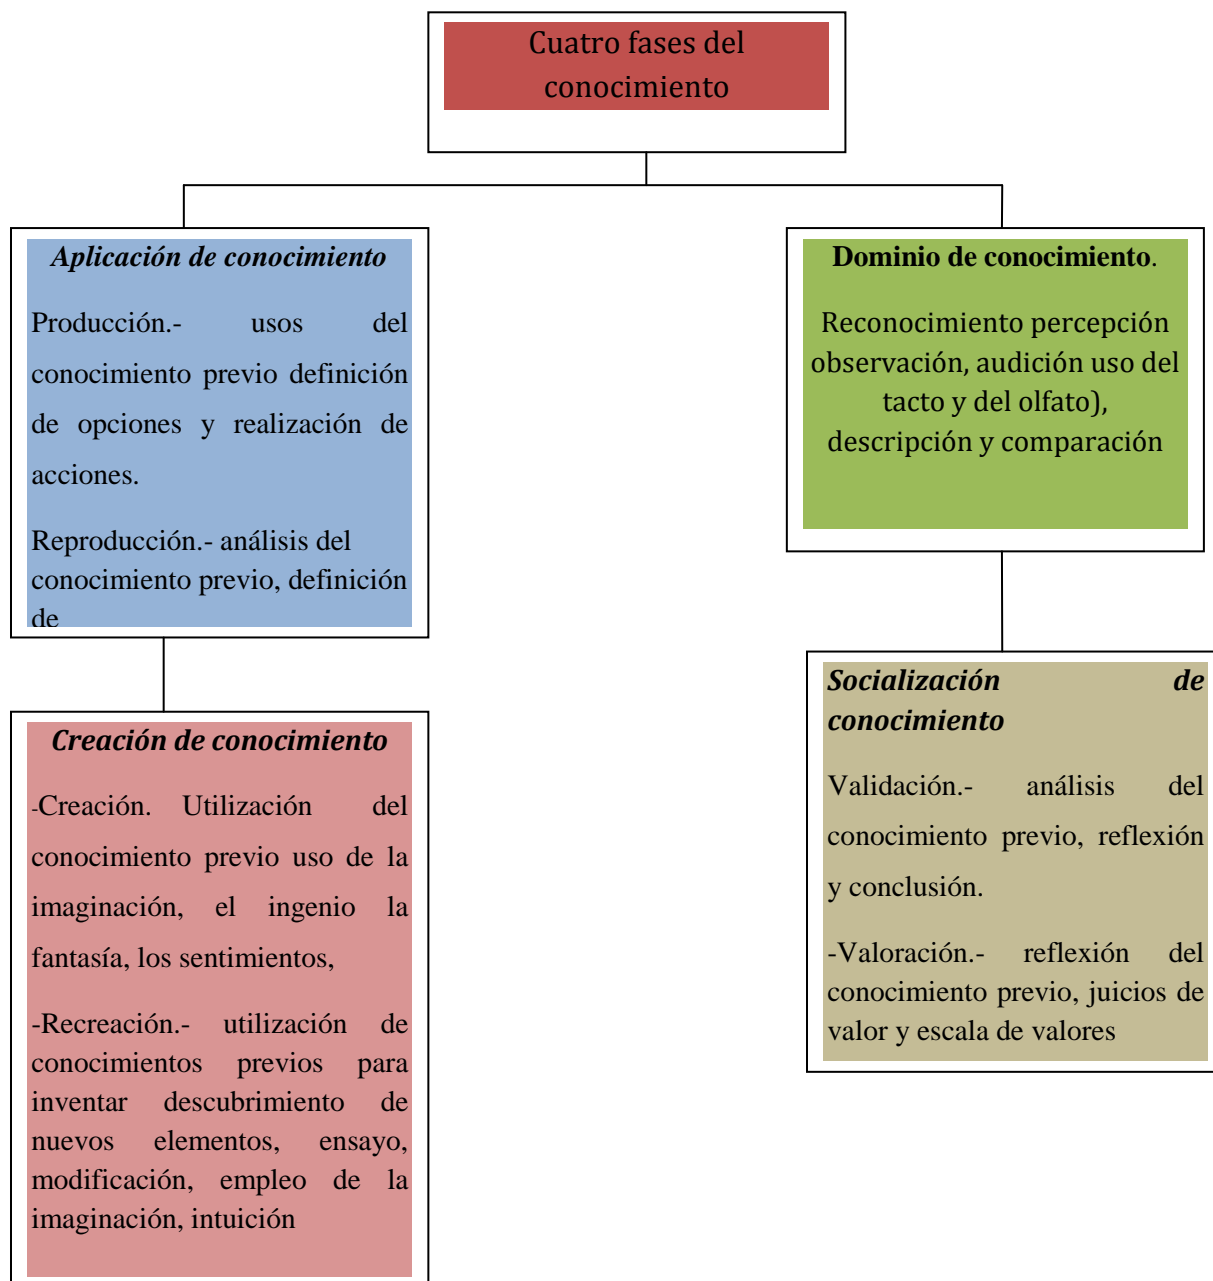 Cuatro fases del
conocimiento
Aplicación de conocimiento
Producción.- usos del
conocimiento previo definición
de opciones y realización de
acciones.
Reproducción.- análisis del
conocimiento previo, definición
de
Dominio de conocimiento.
Reconocimiento percepción
observación, audición uso del
tacto y del olfato),
descripción y comparación
Creación de conocimiento
-Creación. Utilización del
conocimiento previo uso de la
imaginación, el ingenio la
fantasía, los sentimientos,
-Recreación.- utilización de
conocimientos previos para
inventar descubrimiento de
nuevos elementos, ensayo,
modificación, empleo de la
imaginación, intuición
Socialización de
conocimiento
Validación.- análisis del
conocimiento previo, reflexión
y conclusión.
-Valoración.- reflexión del
conocimiento previo, juicios de
valor y escala de valores